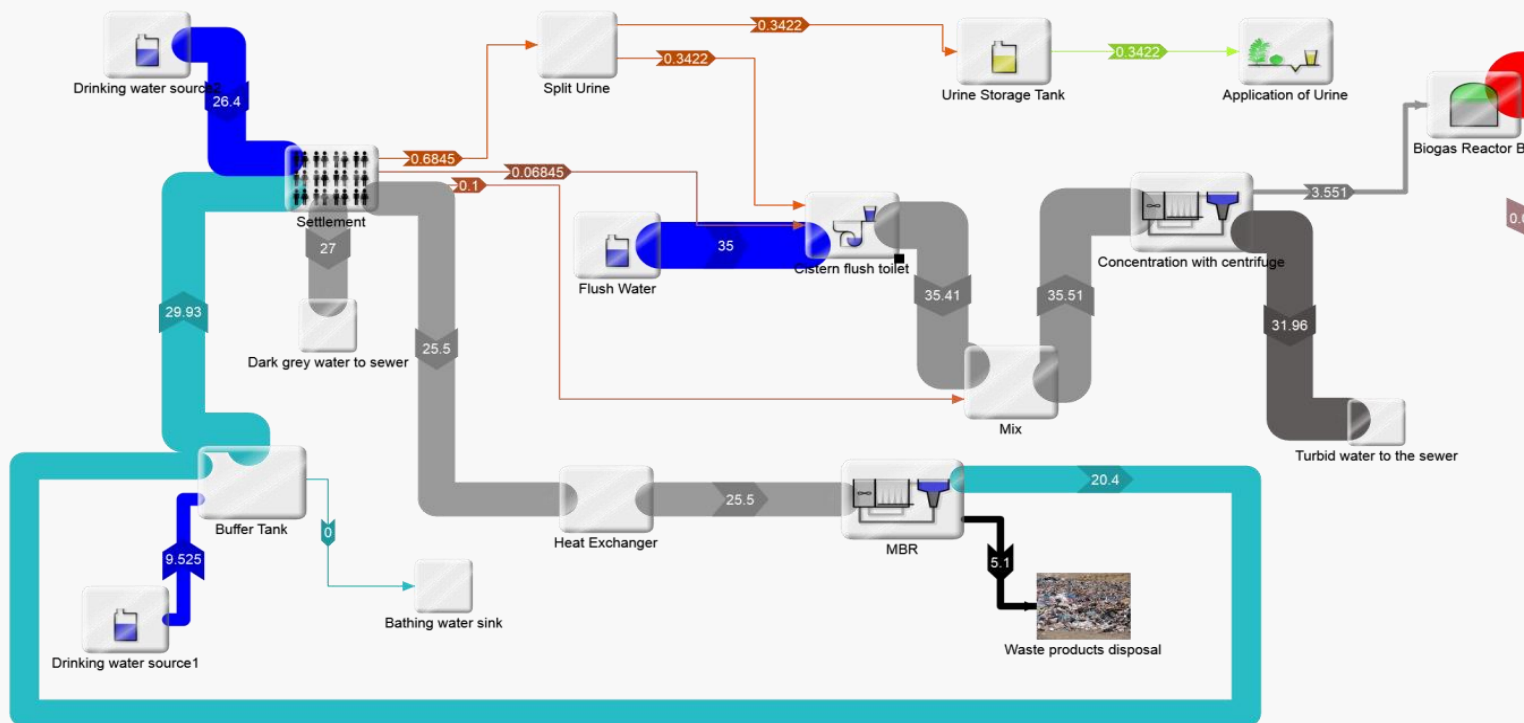 0.3422
0.3422
0.3422
Drinking water source2
Split Urine
Urine Storage Tank
Application of Urine
26.4
Biogas Reactor B
0.6845
0.06845
0.1
3.551
Settlement
27
35
Cistern flush toilet
Concentration with centrifuge
Flush Water
35.41
35.51
29.93
31.96
25.5
Dark grey water to sewer
Mix
Turbid water to the sewer
20.4
25.5
Buffer Tank
0
Heat Exchanger
MBR
9.525
5.1
Bathing water sink
Drinking water source1
Waste products disposal